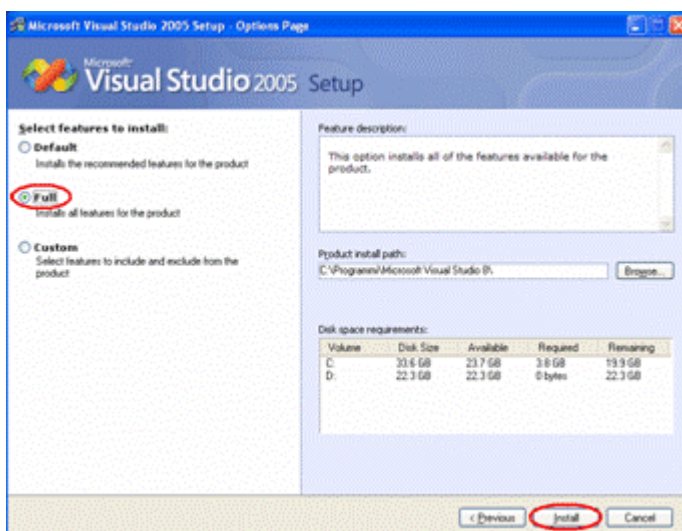 Microsoft Visual Studio 2005 Setup - Options Page
Microsoft
Visual Studio 2005 Setup
Select features to install:
Default
Installs the recommended features for the product
Full
Installs all features for the product
Custom
Select features to include and exclude from the
product
Feature description:
This option installs all of the features available for the
product.
Product install path:
C:\Programmi\Microsoft Visual Studio 8\
Browse...
Disk space requirements:
Volume Disk Size Available Required Remaining
C: 33.6 GB 23.7 GB 3.8 GB 19.9 GB
D: 22.3 GB 22.3 GB 0 bytes 22.3 GB
< Previous Install Cancel